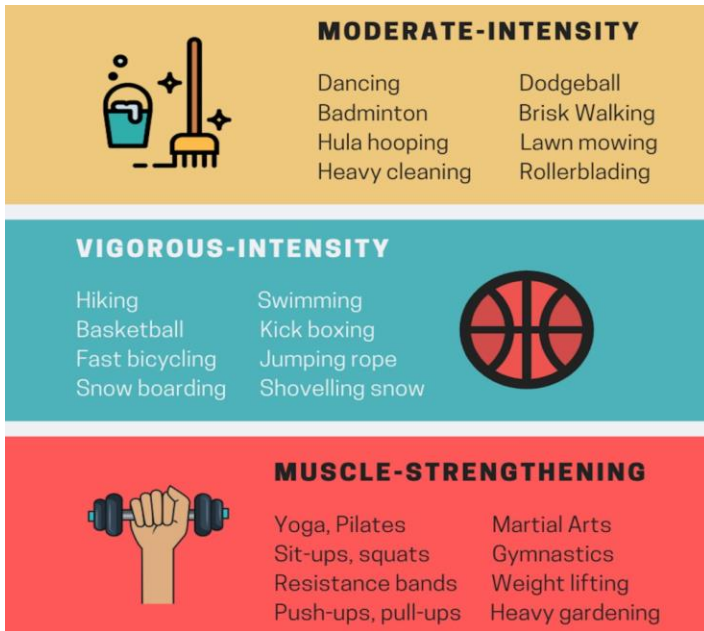 MODERATE-INTENSITY
Dancing
Badminton
Hula hooping
Heavy cleaning
Dodgeball
Brisk Walking
Lawn mowing
Rollerblading
VIGOROUS-INTENSITY
Hiking
Basketball
Fast bicycling
Snow boarding
Swimming
Kick boxing
Jumping rope
Shovelling snow
MUSCLE-STRENGTHENING
Yoga, Pilates
Sit-ups, squats
Resistance bands
Push-ups, pull-ups
Martial Arts
Gymnastics
Weight lifting
Heavy gardening